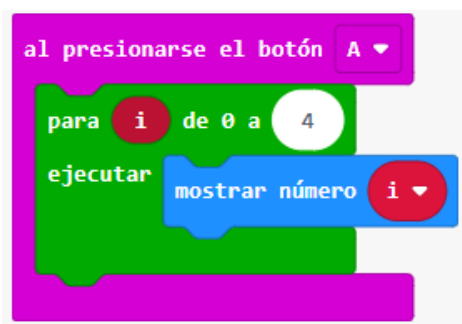 al presionarse el botón A
para i de 0 a 4
ejecutar
mostrar número i